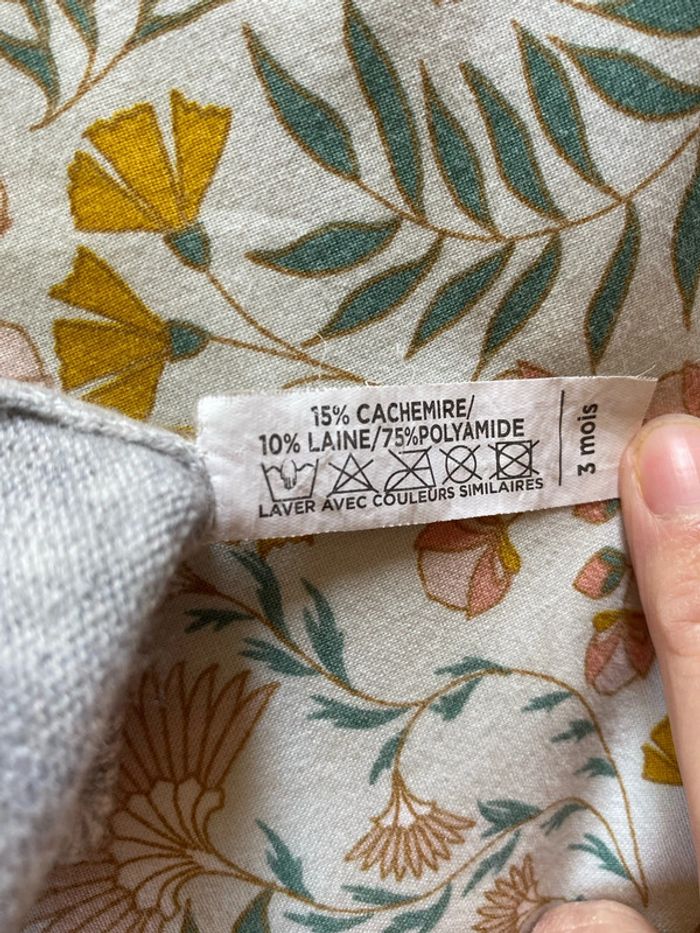 15% CACHEMIRE/
10% LAINE/75%POLYAMIDE
LAVER AVEC COULEURS SIMILAIRES
3 mois